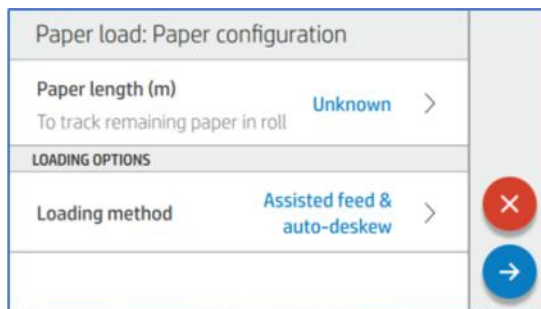 Paper load: Paper configuration
Paper length (m)
Unknown
To track remaining paper in roll
LOADING OPTIONS
Loading method
Assisted feed &
auto-deskew